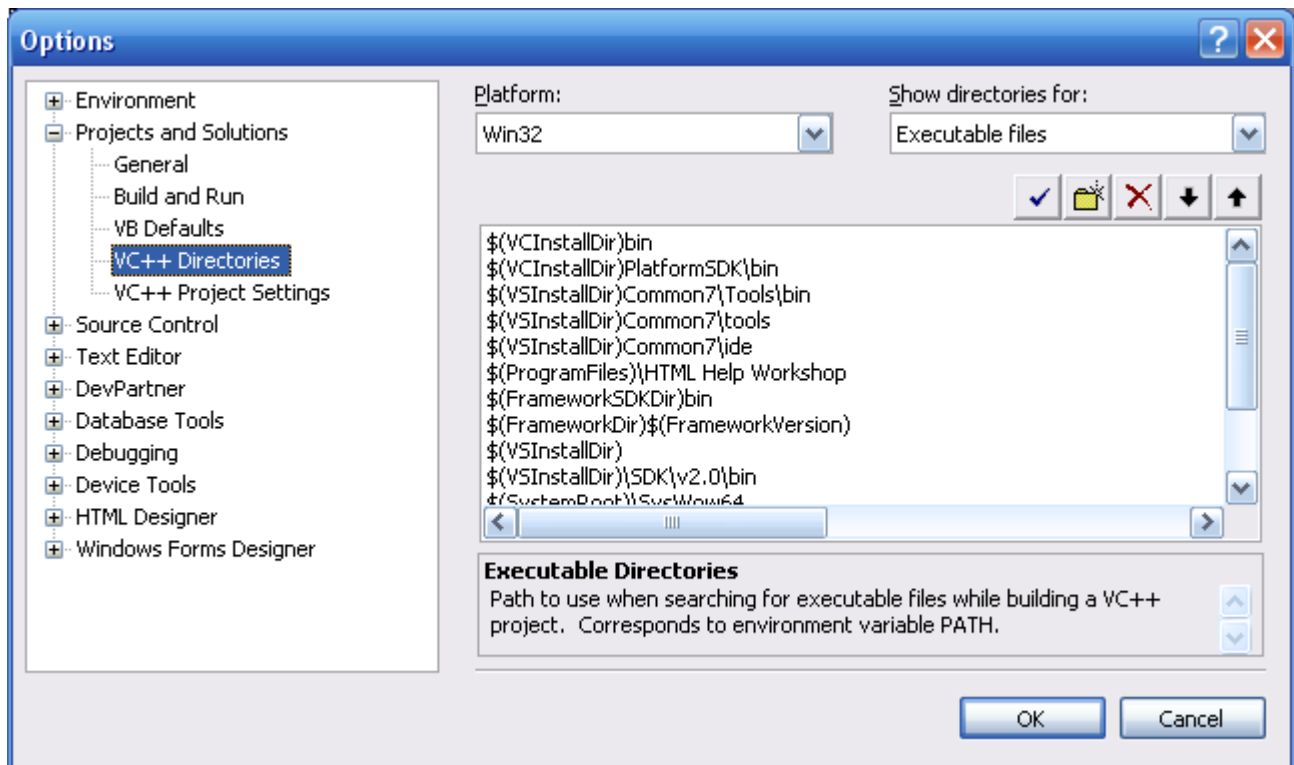 Options
Environment
Projects and Solutions
General
Build and Run
VB Defaults
VC++ Directories
VC++ Project Settings
Source Control
Text Editor
DevPartner
Database Tools
Debugging
Device Tools
HTML Designer
Windows Forms Designer
Platform:
Win32
Show directories for:
Executable files
$(VCInstallDir)bin
$(VCInstallDir)PlatformSDK\bin
$(VSInstallDir)Common7\Tools\bin
$(VSInstallDir)Common7\tools
$(VSInstallDir)Common7\ide
$(ProgramFiles)\HTML Help Workshop
$(FrameworkSDKDir)bin
$(FrameworkDir)$(FrameworkVersion)
$(VSInstallDir)
$(VSInstallDir)\SDK\v2.0\bin
$(SystemRoot)\SysWow64
Executable Directories
Path to use when searching for executable files while building a VC++
project.  Corresponds to environment variable PATH.
OK
Cancel